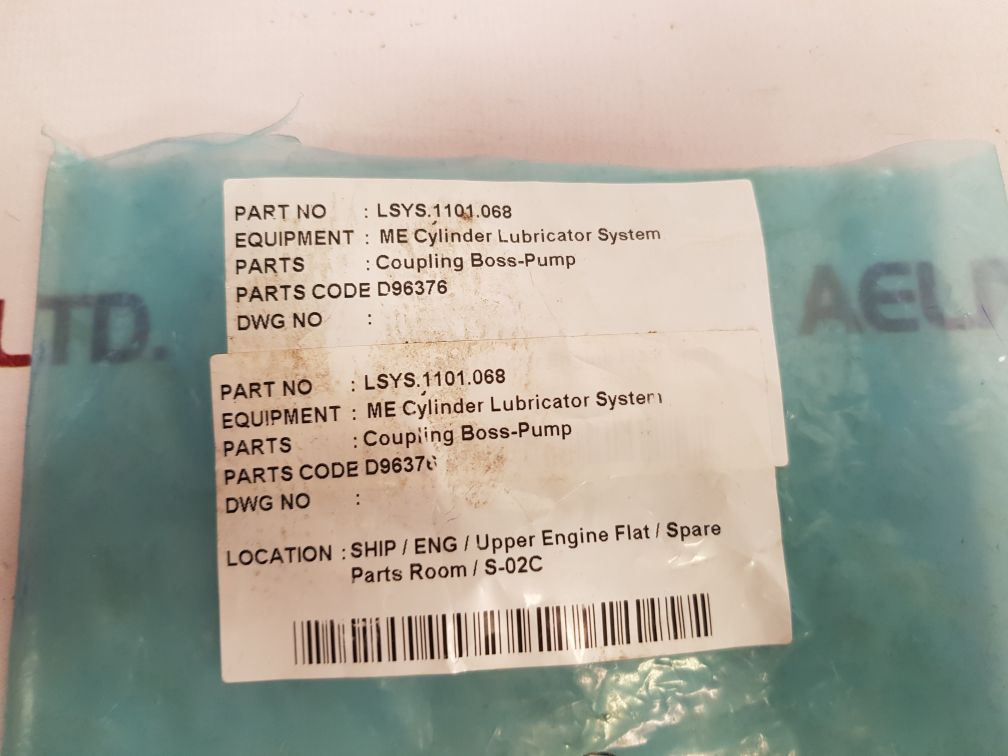 PART NO : LSYS.1101.068
EQUIPMENT : ME Cylinder Lubricator System
PARTS : Coupling Boss-Pump
PARTS CODE D96376
DWG NO :
LTD.
PART NO : LSYS.1101.068
EQUIPMENT : ME Cylinder Lubricator System
PARTS : Coupling Boss-Pump
PARTS CODE D96376
DWG NO :
LOCATION : SHIP / ENG / Upper Engine Flat / Spare
Parts Room / S-02C